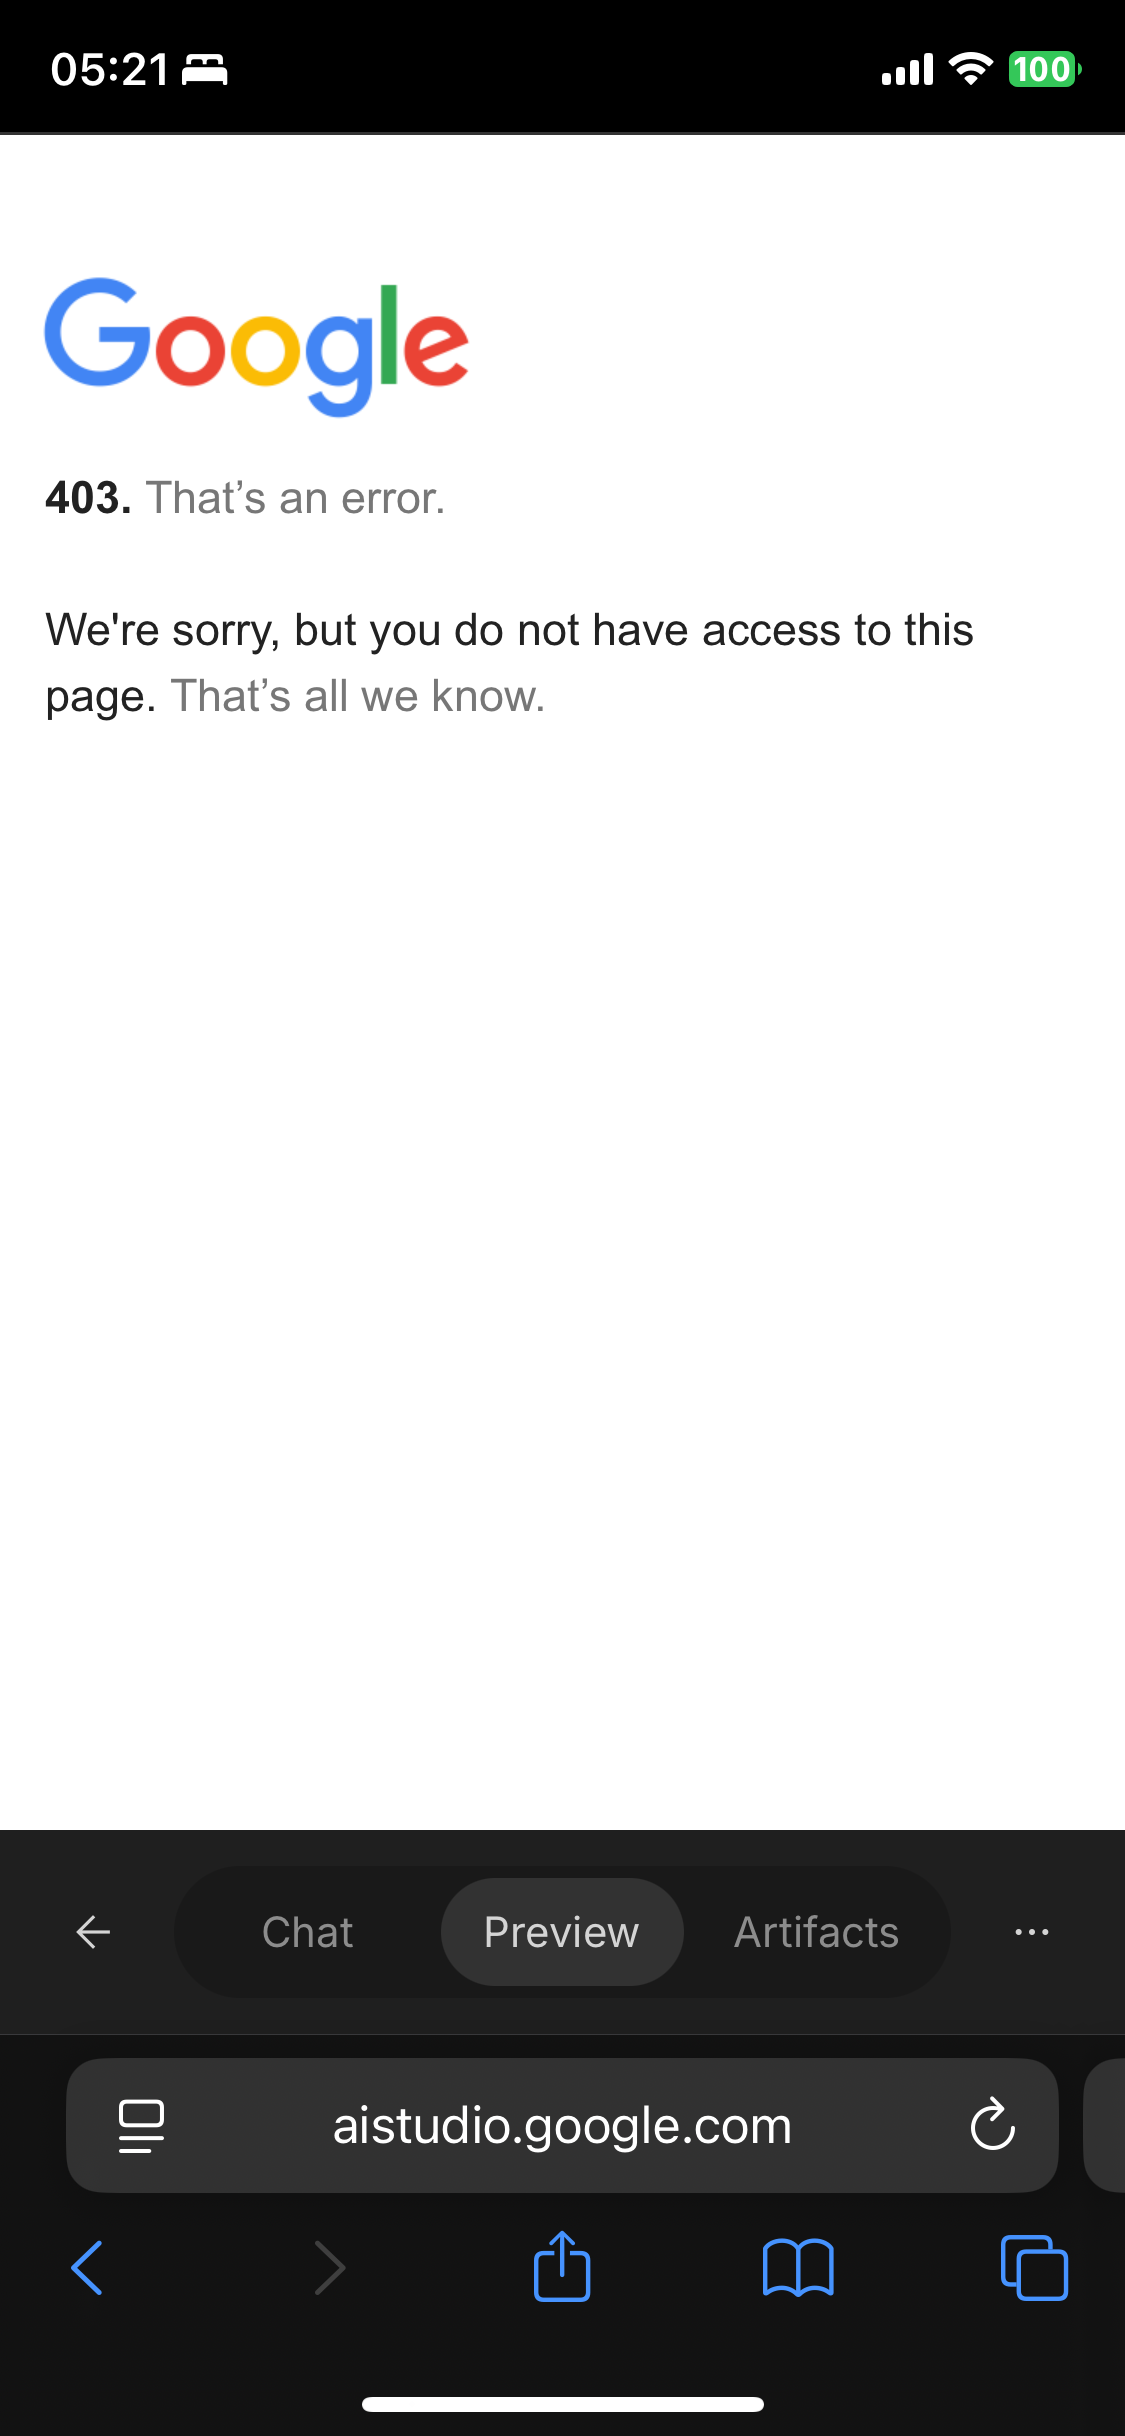 05:21
100
Google
403. That’s an error.
We're sorry, but you do not have access to this
page. That’s all we know.
Chat
Preview
Artifacts
aistudio.google.com